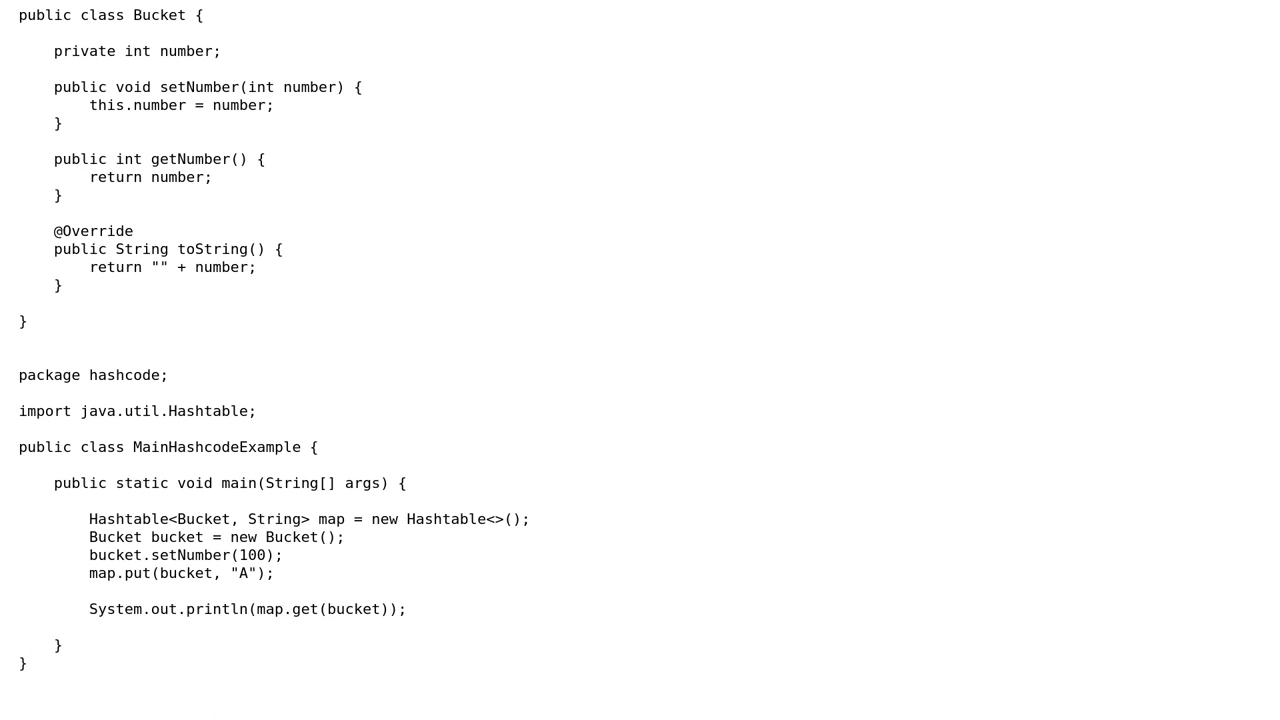 public class Bucket {
    private int number;
    public void setNumber(int number) {
        this.number = number;
    }
    public int getNumber() {
        return number;
    }
    @Override
    public String toString() {
        return "" + number;
    }
}
package hashcode;
import java.util.Hashtable;
public class MainHashcodeExample {
    public static void main(String[] args) {
        Hashtable<Bucket, String> map = new Hashtable<>();
        Bucket bucket = new Bucket();
        bucket.setNumber(100);
        map.put(bucket, "A");
        System.out.println(map.get(bucket));
    }
}